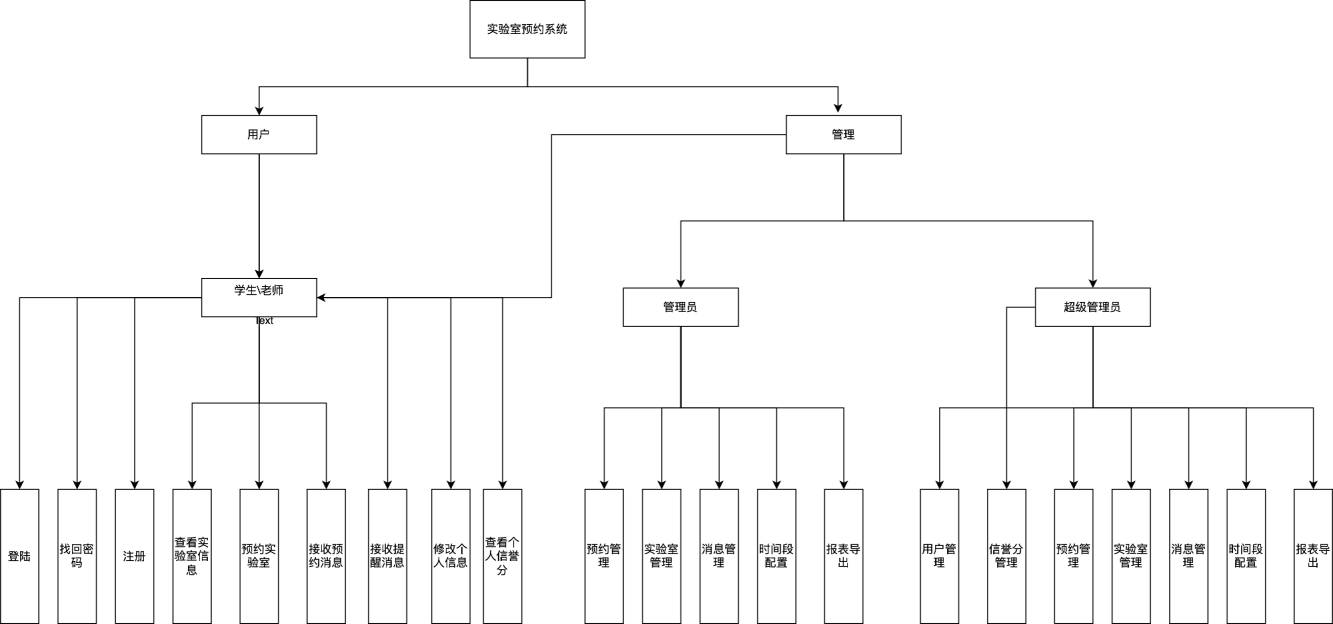 实验室预约系统
用户
管理
学生\老师
Text
管理员
超级管理员
登陆
找回密
码
注册
查看实
验室信
息
预约实
验室
接收预
约消息
接收提
醒消息
修改个
人信息
查看个
人信誉
分
预约管
理
实验室
管理
消息管
理
时间段
配置
报表导
出
用户管
理
信誉分
管理
预约管
理
实验室
管理
消息管
理
时间段
配置
报表导
出